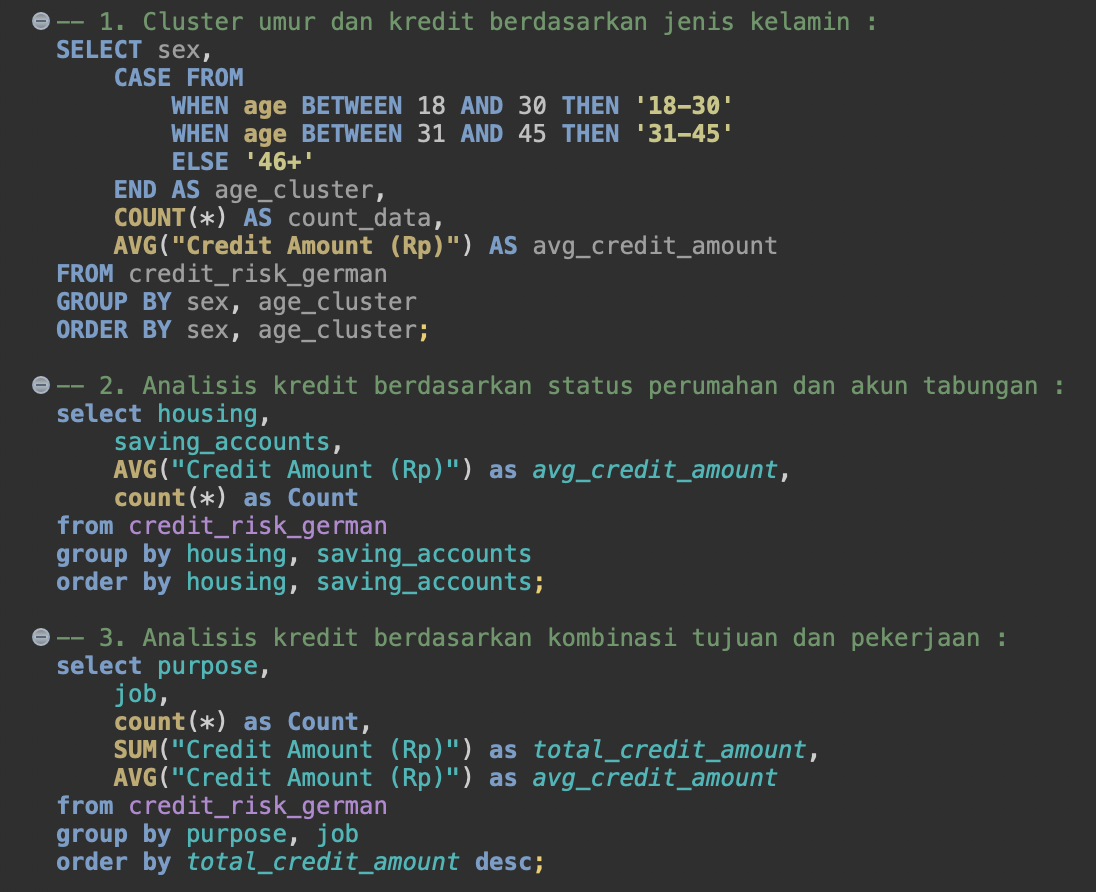 -- 1. Cluster umur dan kredit berdasarkan jenis kelamin :
SELECT sex,
    CASE FROM
        WHEN age BETWEEN 18 AND 30 THEN '18-30'
        WHEN age BETWEEN 31 AND 45 THEN '31-45'
        ELSE '46+'
    END AS age_cluster,
    COUNT(*) AS count_data,
    AVG("Credit Amount (Rp)") AS avg_credit_amount
FROM credit_risk_german
GROUP BY sex, age_cluster
ORDER BY sex, age_cluster;
-- 2. Analisis kredit berdasarkan status perumahan dan akun tabungan :
select housing,
    saving_accounts,
    AVG("Credit Amount (Rp)") as avg_credit_amount,
    count(*) as Count
from credit_risk_german
group by housing, saving_accounts
order by housing, saving_accounts;
-- 3. Analisis kredit berdasarkan kombinasi tujuan dan pekerjaan :
select purpose,
    job,
    count(*) as Count,
    SUM("Credit Amount (Rp)") as total_credit_amount,
    AVG("Credit Amount (Rp)") as avg_credit_amount
from credit_risk_german
group by purpose, job
order by total_credit_amount desc;